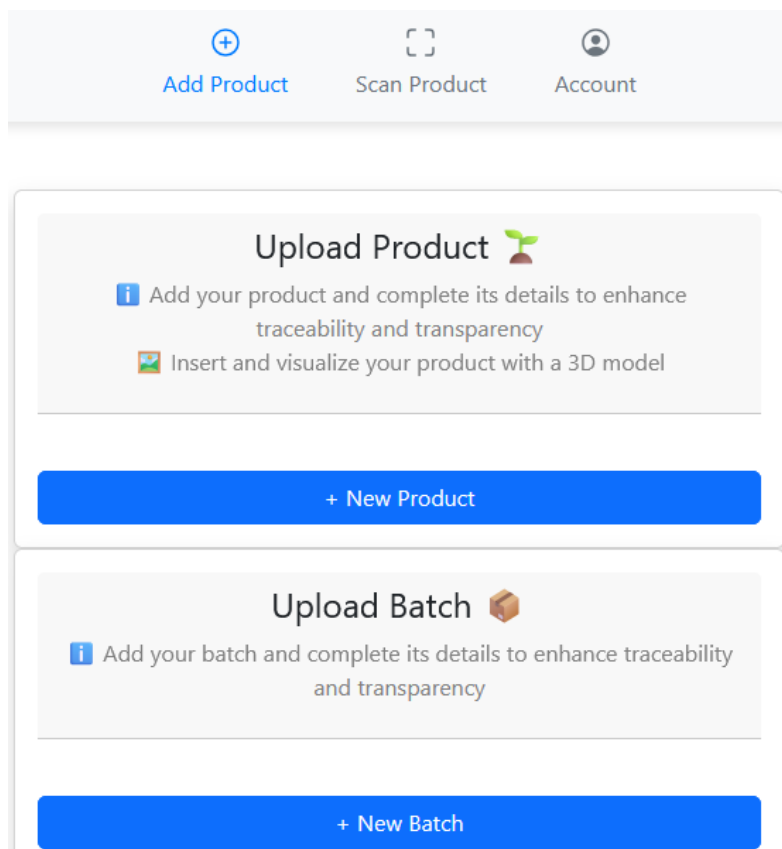 Add Product
Scan Product
Account
Upload Product 🌱
ℹ️ Add your product and complete its details to enhance
traceability and transparency
🖼️ Insert and visualize your product with a 3D model
+ New Product
Upload Batch 📦
ℹ️ Add your batch and complete its details to enhance traceability
and transparency
+ New Batch